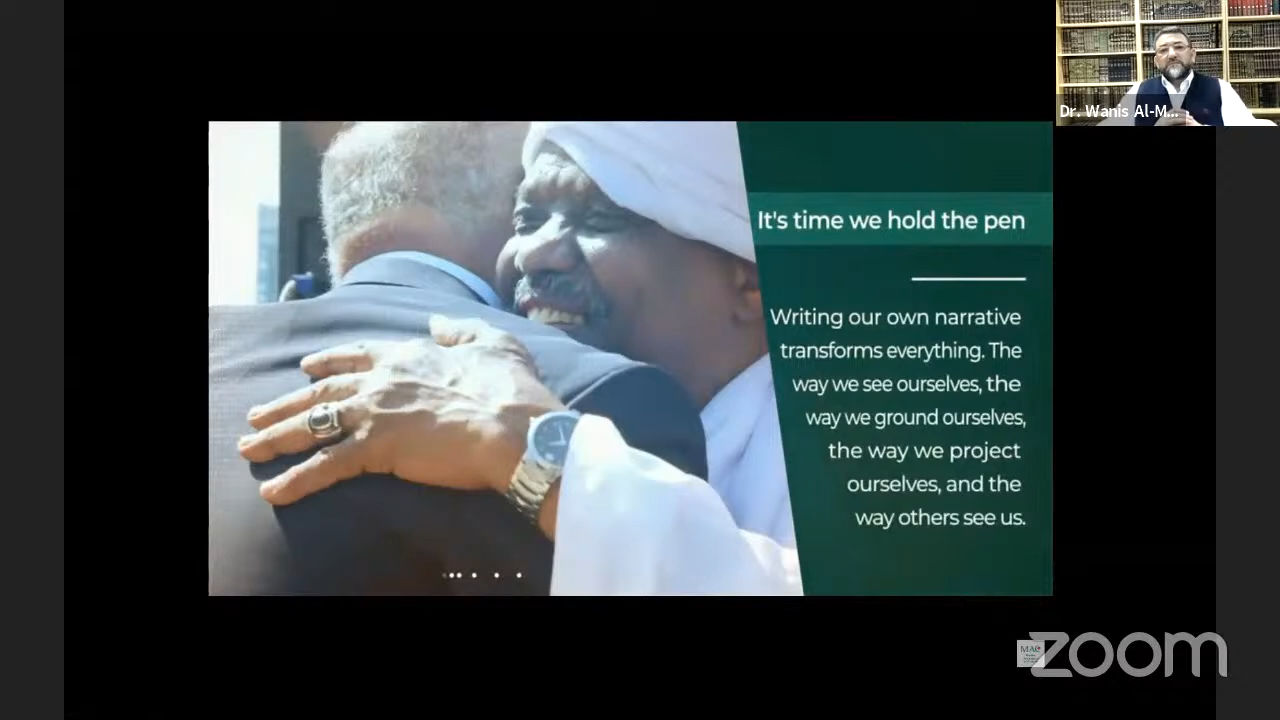 Dr. Wanis Al-M...
It's time we hold the pen
Writing our own narrative
transforms everything. The
way we see ourselves, the
way we ground ourselves,
the way we project
ourselves, and the
way others see us.
MAC
zoom